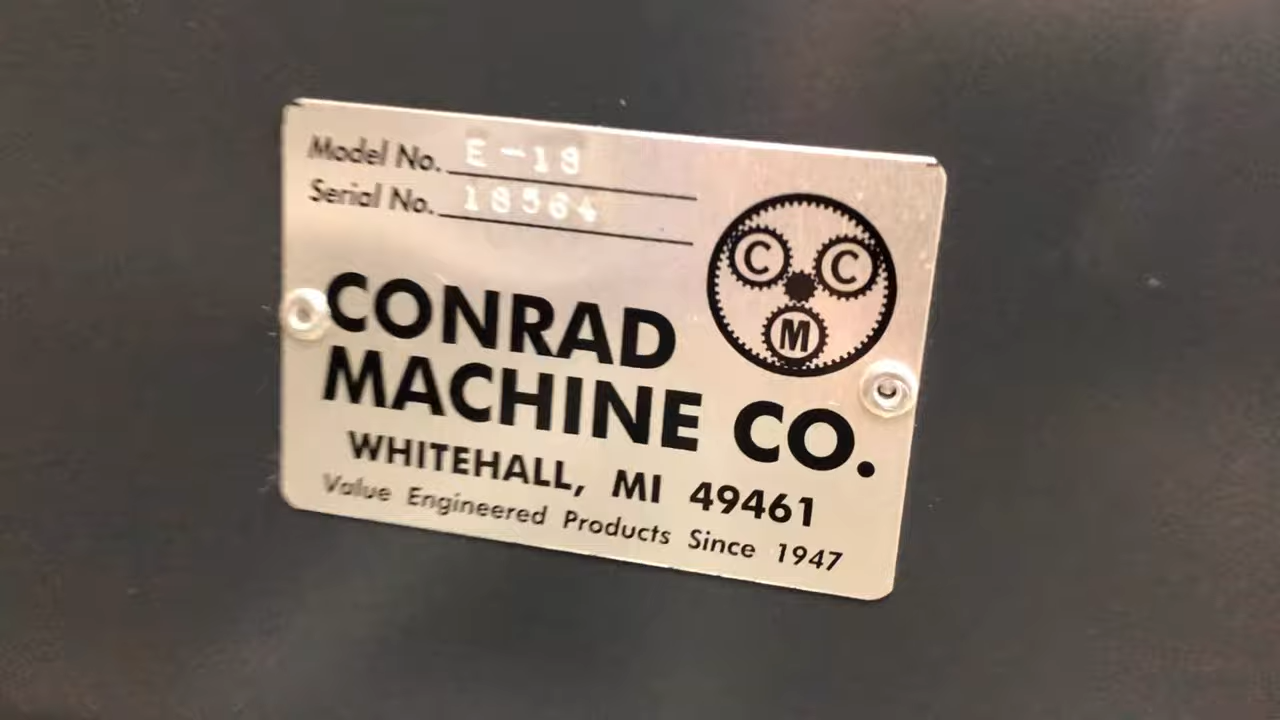 Model No. E-18
Serial No. 18564
C C
M
CONRAD
MACHINE CO.
WHITEHALL, MI 49461
Value Engineered Products Since 1947